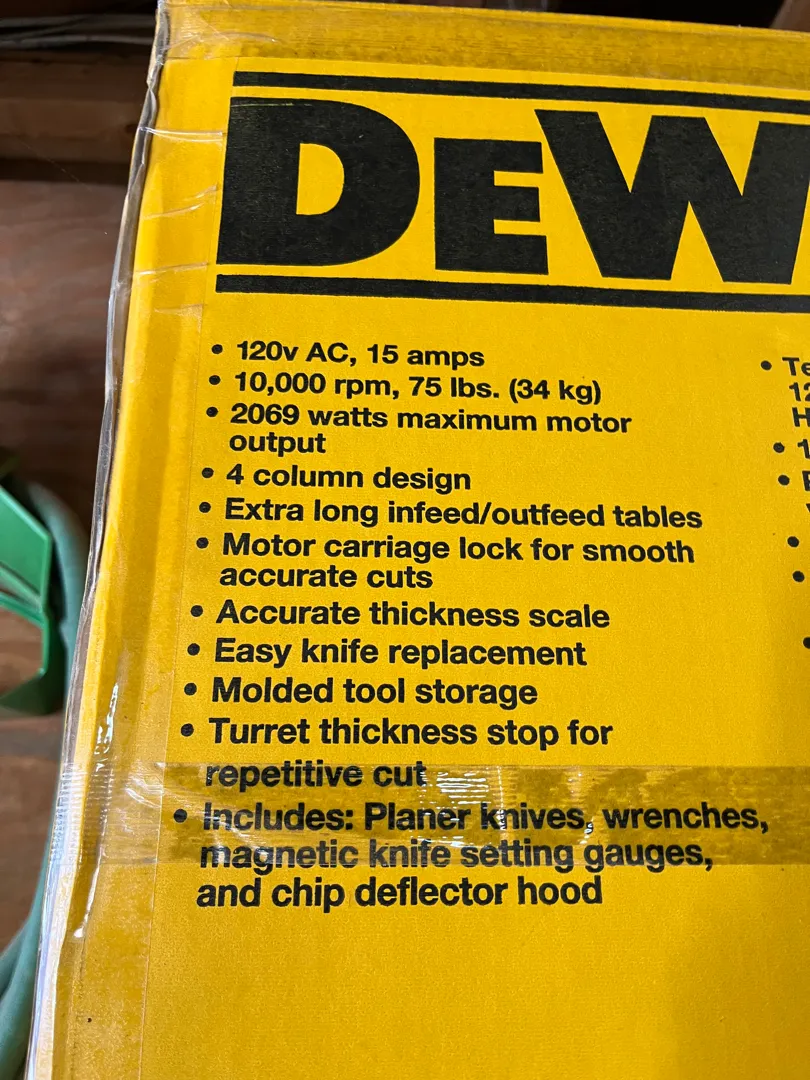 DEW
• 120v AC, 15 amps
• 10,000 rpm, 75 lbs. (34 kg)
• 2069 watts maximum motor
output
• 4 column design
• Extra long infeed/outfeed tables
• Motor carriage lock for smooth
accurate cuts
• Accurate thickness scale
• Easy knife replacement
• Molded tool storage
• Turret thickness stop for
repetitive cut
• Includes: Planer knives, wrenches,
magnetic knife setting gauges,
and chip deflector hood